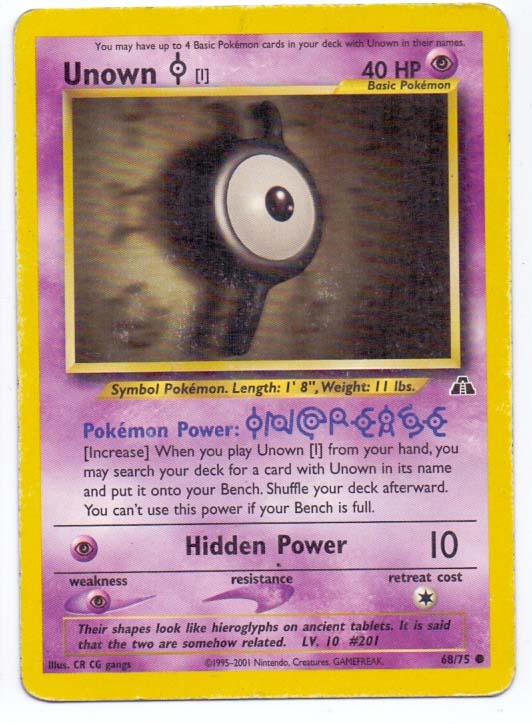 You may have up to 4 Basic Pokémon cards in your deck with Unown in their names.
Unown [I] 40 HP
Basic Pokémon
Symbol Pokémon. Length: 1' 8", Weight: 11 lbs.
Pokémon Power: INCREASE
[Increase] When you play Unown [I] from your hand, you
may search your deck for a card with Unown in its name
and put it onto your Bench. Shuffle your deck afterward.
You can't use this power if your Bench is full.
Hidden Power 10
weakness resistance retreat cost
Their shapes look like hieroglyphs on ancient tablets. It is said
that the two are somehow related. LV. 10 #201
Illus. CR CG gangs ©1995-2001 Nintendo, Creatures, GAMEFREAK. 68/75